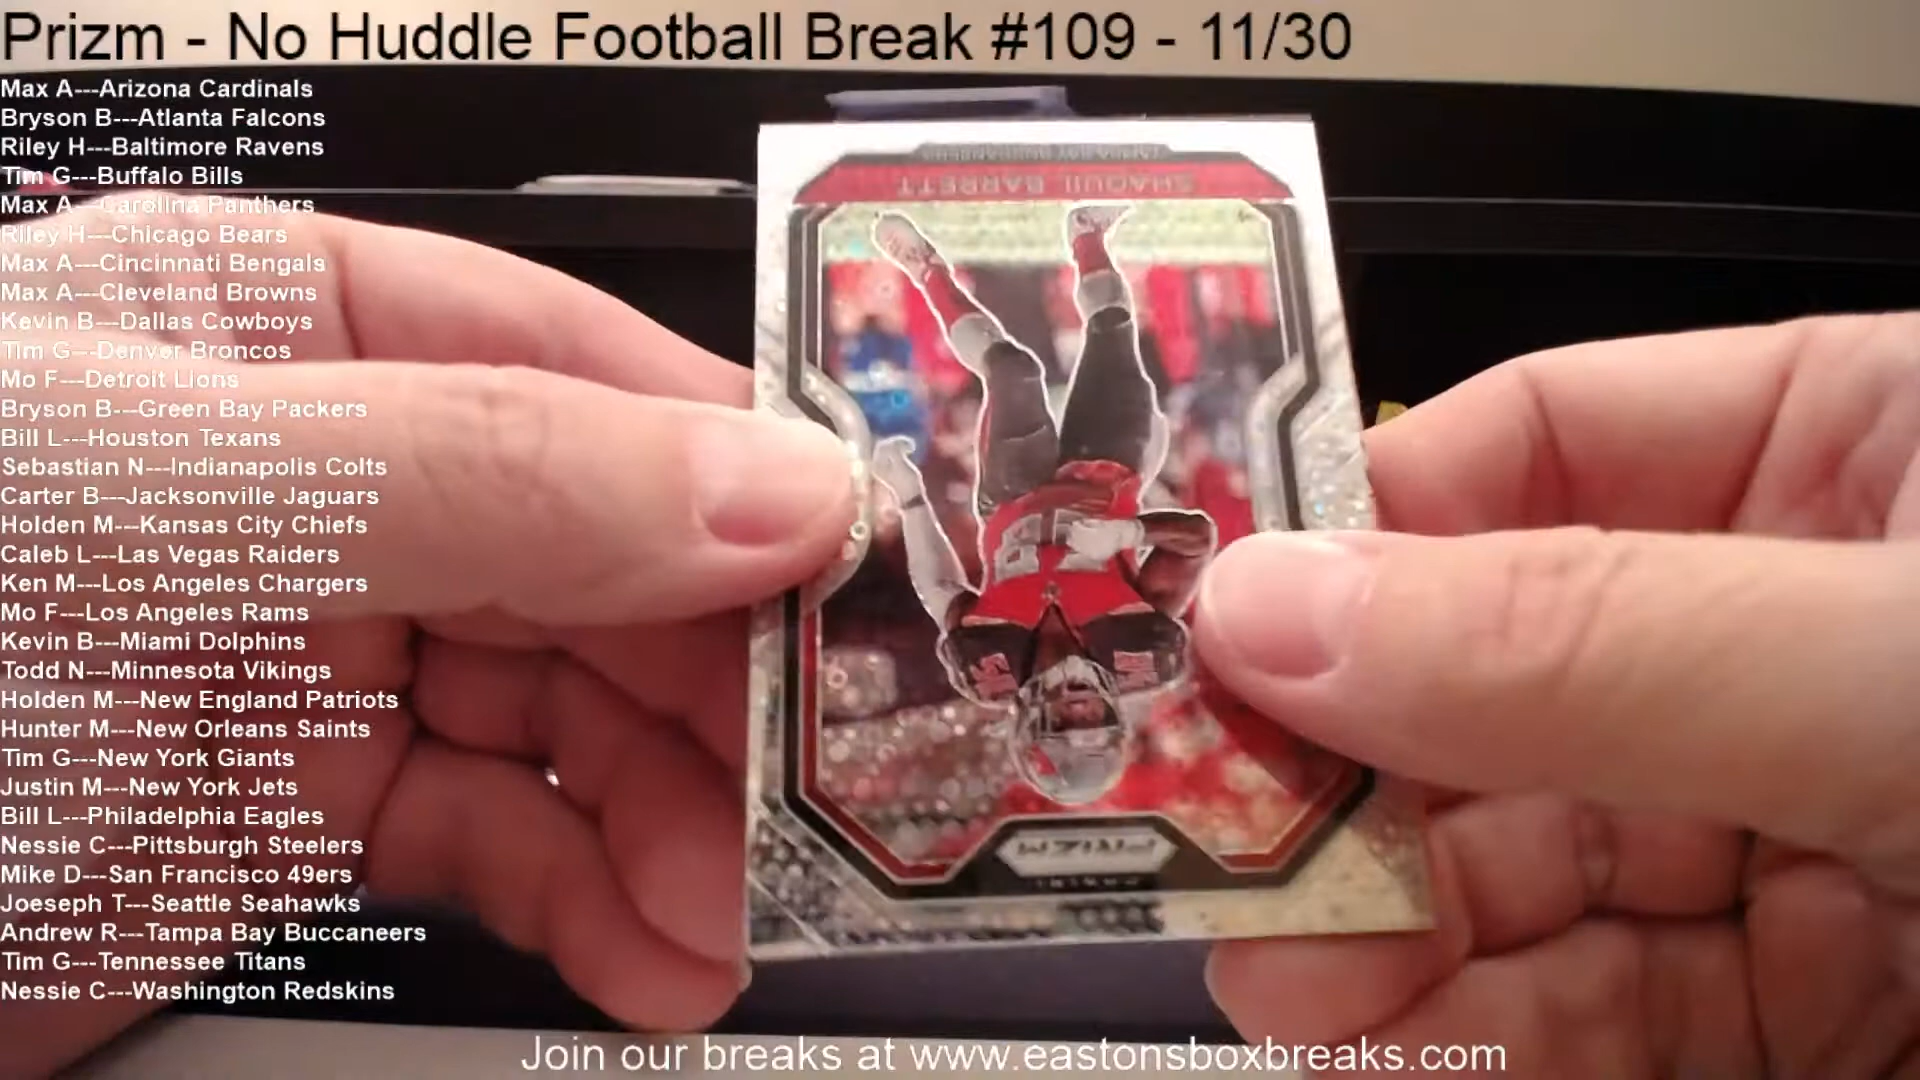 Prizm - No Huddle Football Break #109 - 11/30
Max A---Arizona Cardinals
Bryson B---Atlanta Falcons
Riley H---Baltimore Ravens
Tim G---Buffalo Bills
Max A---Carolina Panthers
Riley H---Chicago Bears
Max A---Cincinnati Bengals
Max A---Cleveland Browns
Kevin B---Dallas Cowboys
Tim G---Denver Broncos
Mo F---Detroit Lions
Bryson B---Green Bay Packers
Bill L---Houston Texans
Sebastian N---Indianapolis Colts
Carter B---Jacksonville Jaguars
Holden M---Kansas City Chiefs
Caleb L---Las Vegas Raiders
Ken M---Los Angeles Chargers
Mo F---Los Angeles Rams
Kevin B---Miami Dolphins
Todd N---Minnesota Vikings
Holden M---New England Patriots
Hunter M---New Orleans Saints
Tim G---New York Giants
Justin M---New York Jets
Bill L---Philadelphia Eagles
Nessie C---Pittsburgh Steelers
Mike D---San Francisco 49ers
Joeseph T---Seattle Seahawks
Andrew R---Tampa Bay Buccaneers
Tim G---Tennessee Titans
Nessie C---Washington Redskins
TAMPA BAY BUCCANEERS
SHAQUIL BARRETT
PRIZM
PANINI
Join our breaks at www.eastonsboxbreaks.com